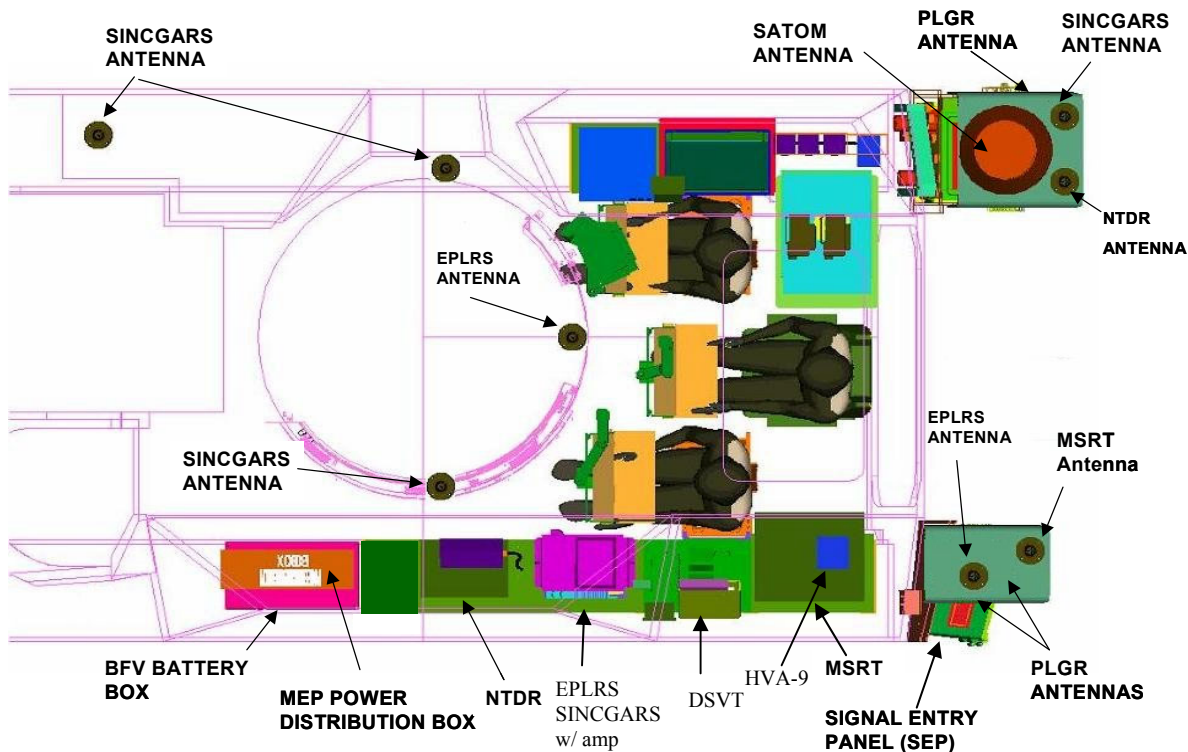 SINCGARS
ANTENNA
SATOM
ANTENNA
PLGR
ANTENNA
SINCGARS
ANTENNA
NTDR
ANTENNA
EPLRS
ANTENNA
SINCGARS
ANTENNA
EPLRS
ANTENNA
MSRT
Antenna
BFV BATTERY
BOX
MEP POWER
DISTRIBUTION BOX
NTDR
EPLRS
SINCGARS
w/ amp
DSVT
HVA-9
MSRT
SIGNAL ENTRY
PANEL (SEP)
PLGR
ANTENNAS